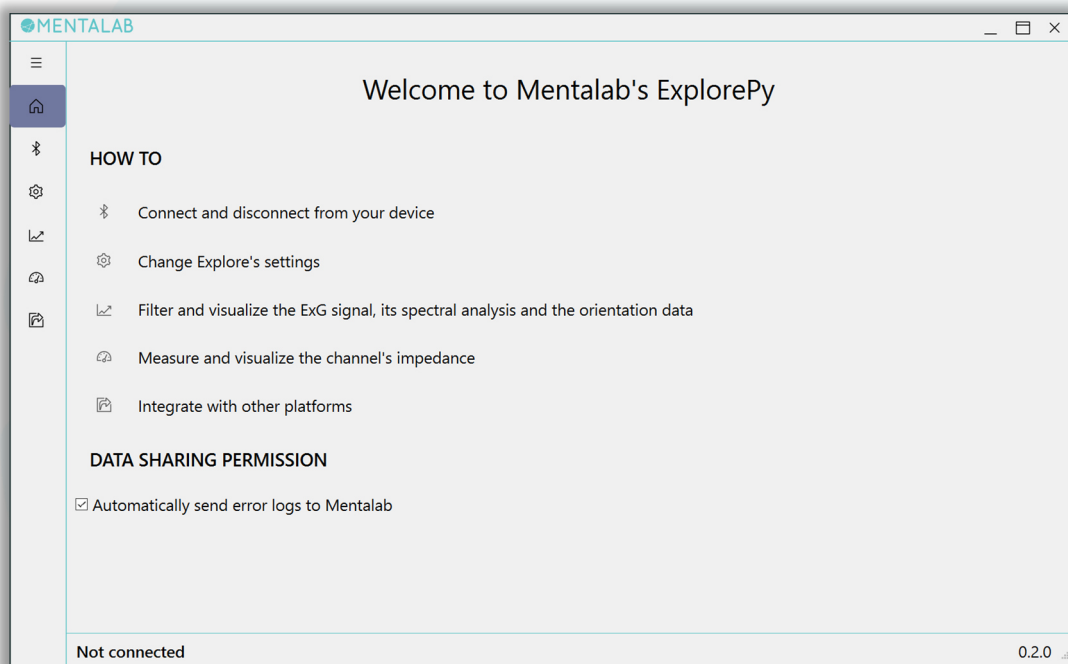 MENTALAB
Welcome to Mentalab's ExplorePy
HOW TO
Connect and disconnect from your device
Change Explore's settings
Filter and visualize the ExG signal, its spectral analysis and the orientation data
Measure and visualize the channel's impedance
Integrate with other platforms
DATA SHARING PERMISSION
Automatically send error logs to Mentalab
Not connected
0.2.0